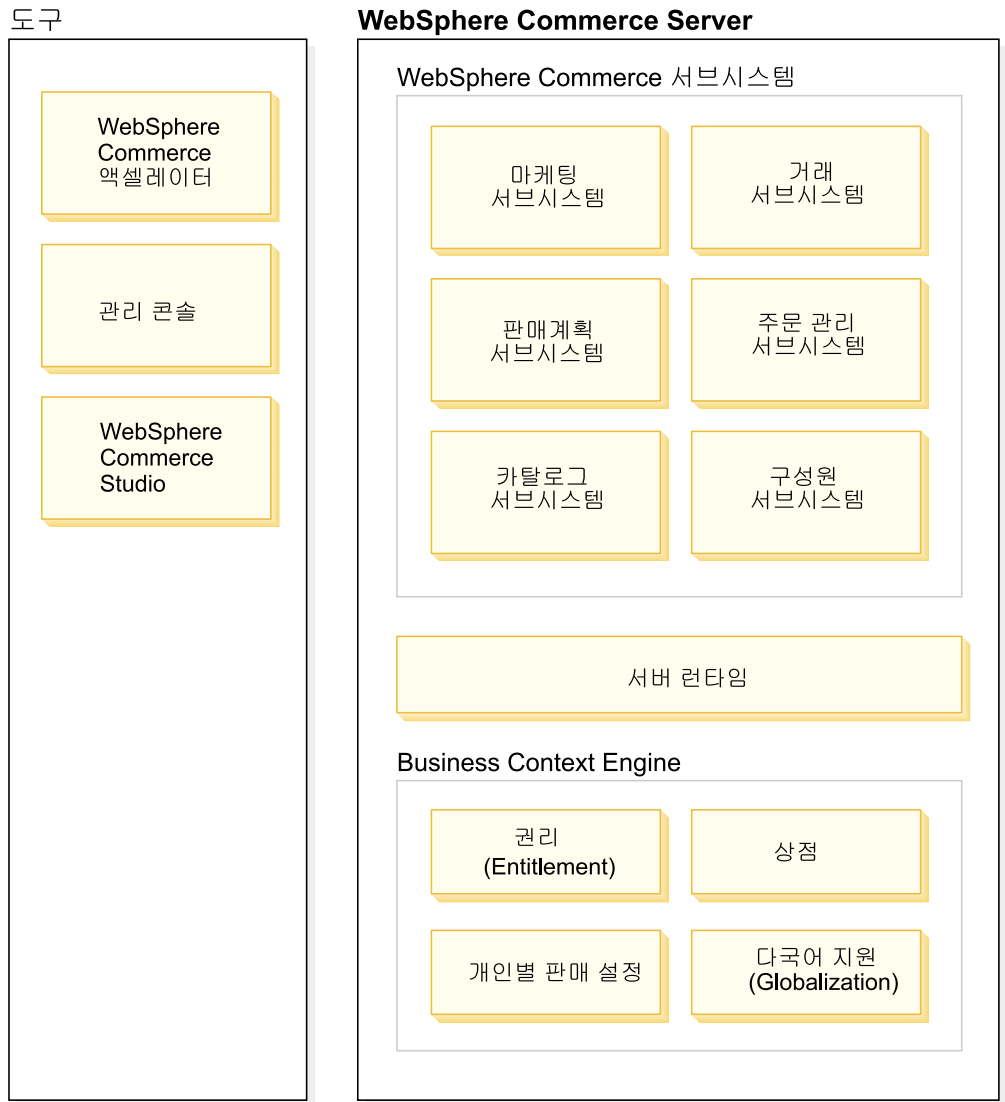 도구
WebSphere
Commerce
액셀레이터
관리 콘솔
WebSphere
Commerce
Studio
WebSphere Commerce Server
WebSphere Commerce 서브시스템
마케팅
서브시스템
거래
서브시스템
판매계획
서브시스템
주문 관리
서브시스템
카탈로그
서브시스템
구성원
서브시스템
서버 런타임
Business Context Engine
권리
(Entitlement)
상점
개인별 판매 설정
다국어 지원
(Globalization)